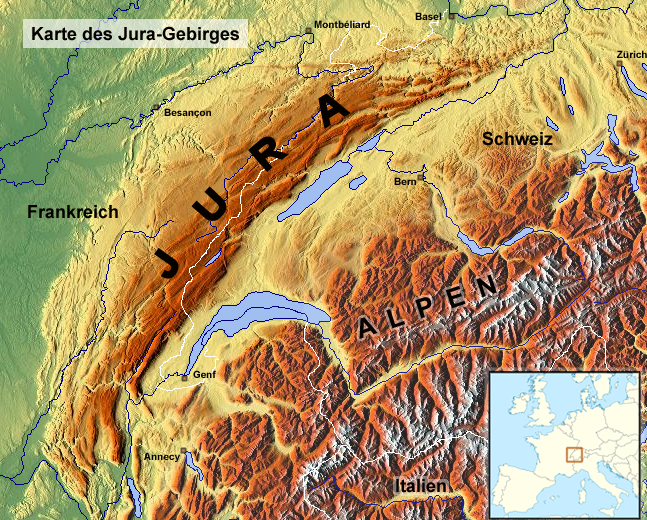 Karte des Jura-Gebirges
Montbéliard
Basel
Zürich
Besançon
JURA
Schweiz
Bern
Frankreich
ALPEN
Genf
Annecy
Italien